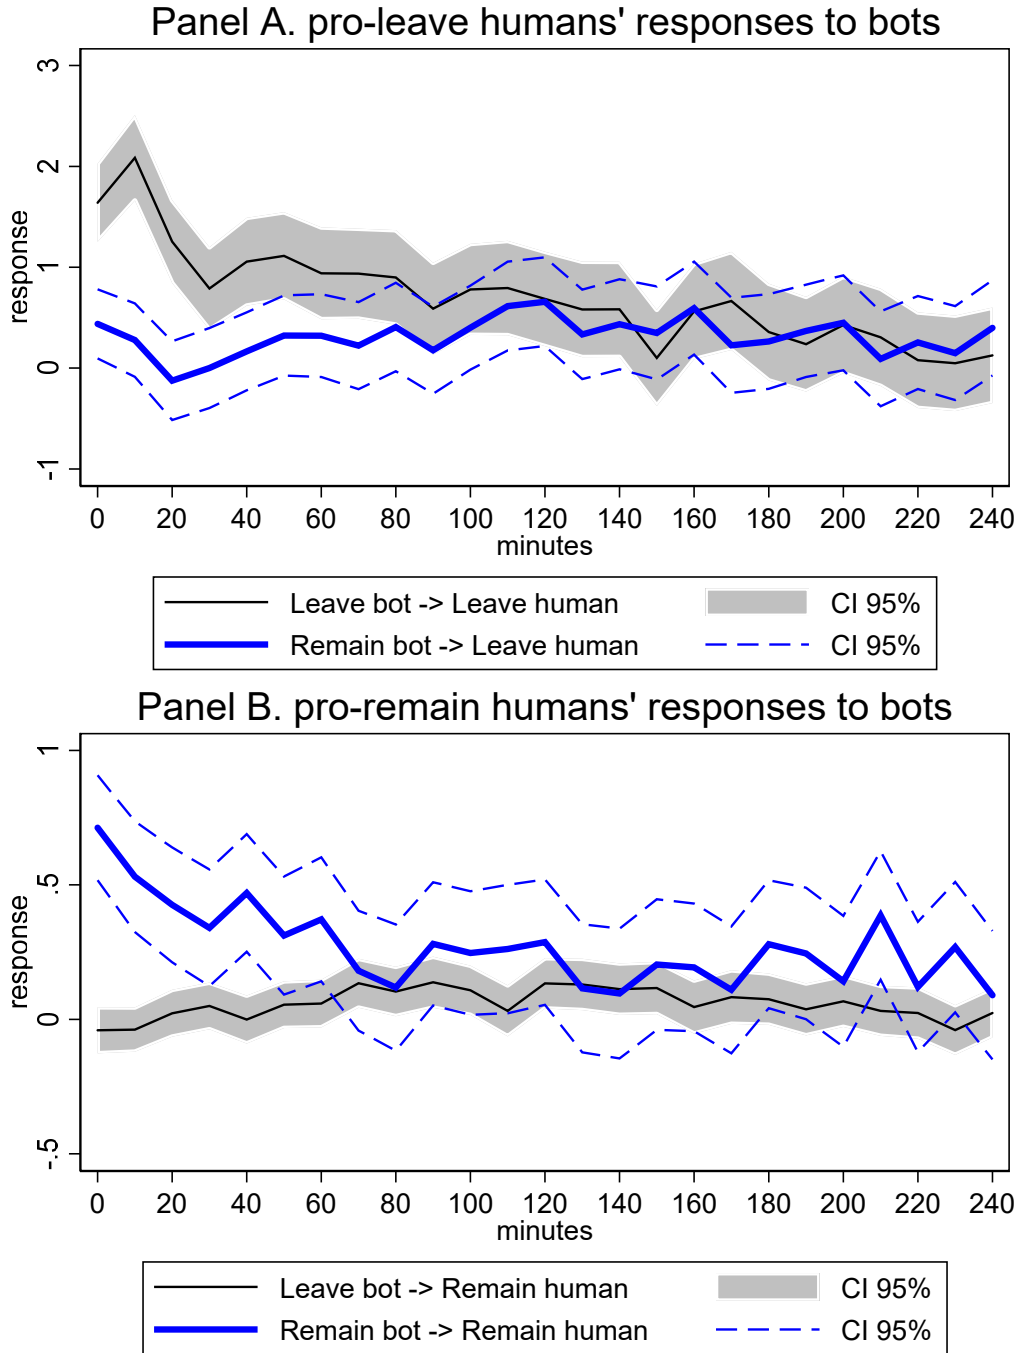 Panel A. pro-leave humans' responses to bots
3
2
1
0
-1
response
0 20 40 60 80 100 120 140 160 180 200 220 240
minutes
Leave bot -> Leave human CI 95%
Remain bot -> Leave human CI 95%
Panel B. pro-remain humans' responses to bots
1
.5
0
-.5
response
0 20 40 60 80 100 120 140 160 180 200 220 240
minutes
Leave bot -> Remain human CI 95%
Remain bot -> Remain human CI 95%